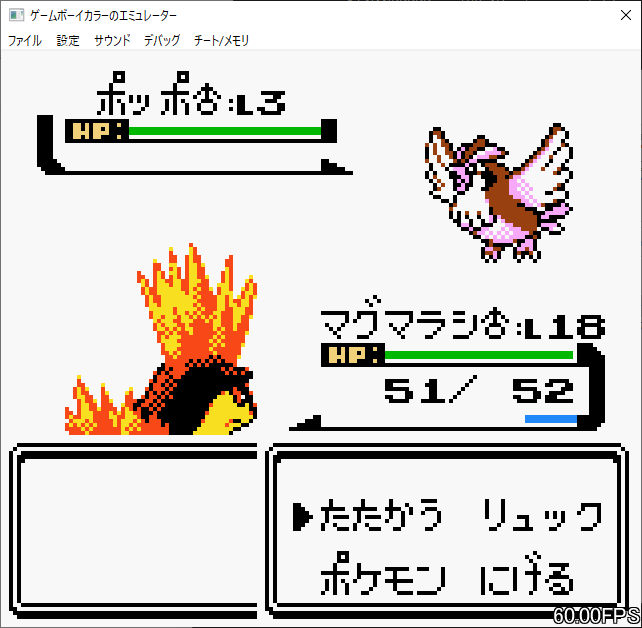 ゲームボーイカラーのエミュレーター
ファイル 設定 サウンド デバッグ チート/メモリ
ポッポ♂:L3
HP:
マグマラシ♂:L18
HP:
51/ 52
▶たたかう リュック
ポケモン にげる
60.00FPS